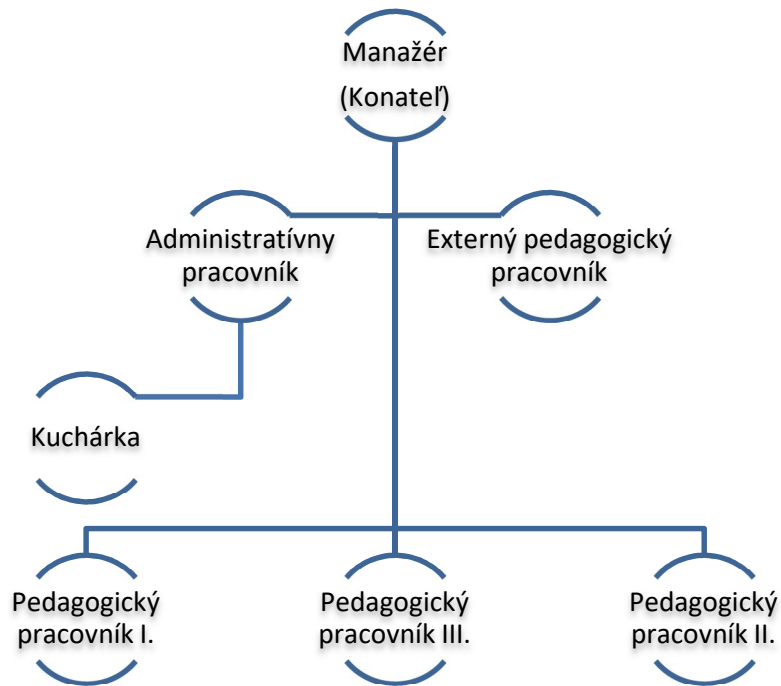 Manažér
(Konateľ)
Administratívny
pracovník
Externý pedagogický
pracovník
Kuchárka
Pedagogický
pracovník I.
Pedagogický
pracovník III.
Pedagogický
pracovník II.